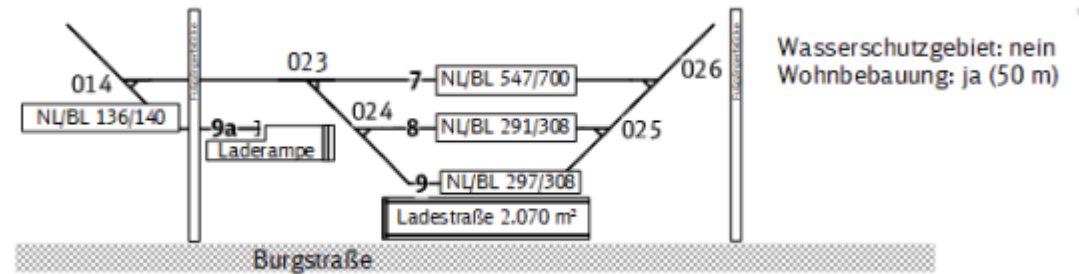 Wasserschutzgebiet: nein
Wohnbebauung: ja (50 m)
014
023
7
NL/BL 547/700
026
NL/BL 136/140
9a
Laderampe
024
8
NL/BL 291/308
025
9
NL/BL 297/308
Ladestraße 2.070 m²
Burgstraße